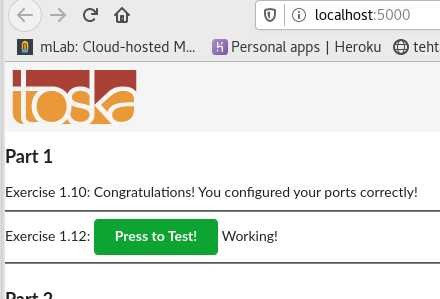 localhost:5000
mLab: Cloud-hosted M... Personal apps | Heroku teht
toska
Part 1
Exercise 1.10: Congratulations! You configured your ports correctly!
Exercise 1.12: Press to Test! Working!
Part 2